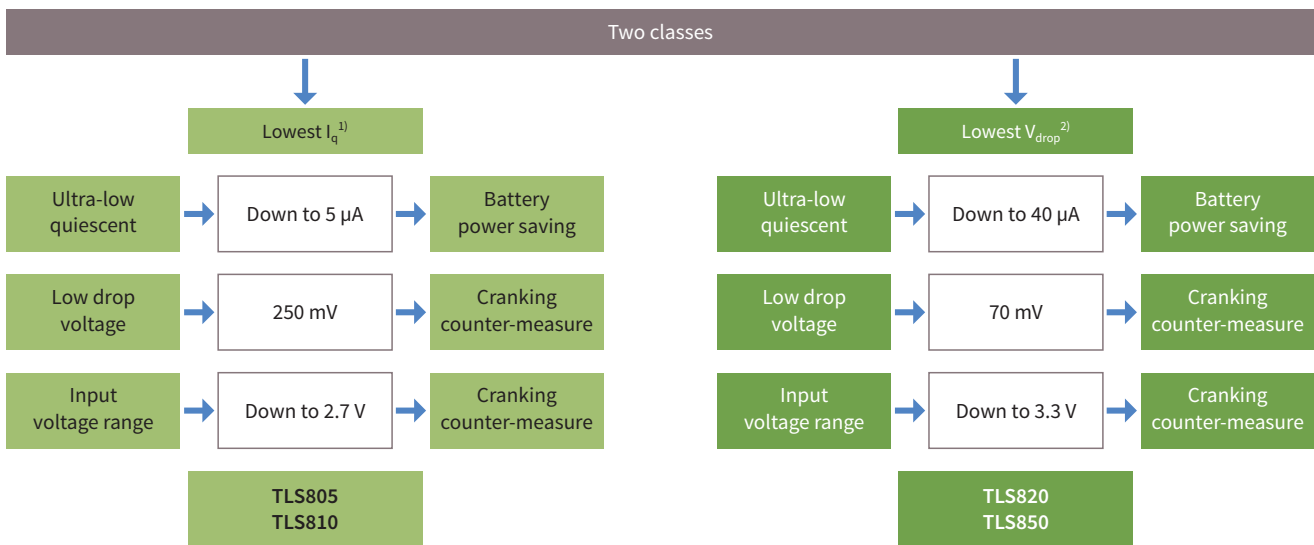 Two classes
Lowest I_q^1)
Ultra-low
quiescent
Down to 5 µA
Battery
power saving
Low drop
voltage
250 mV
Cranking
counter-measure
Input
voltage range
Down to 2.7 V
Cranking
counter-measure
TLS805
TLS810
Lowest V_drop^2)
Ultra-low
quiescent
Down to 40 µA
Battery
power saving
Low drop
voltage
70 mV
Cranking
counter-measure
Input
voltage range
Down to 3.3 V
Cranking
counter-measure
TLS820
TLS850